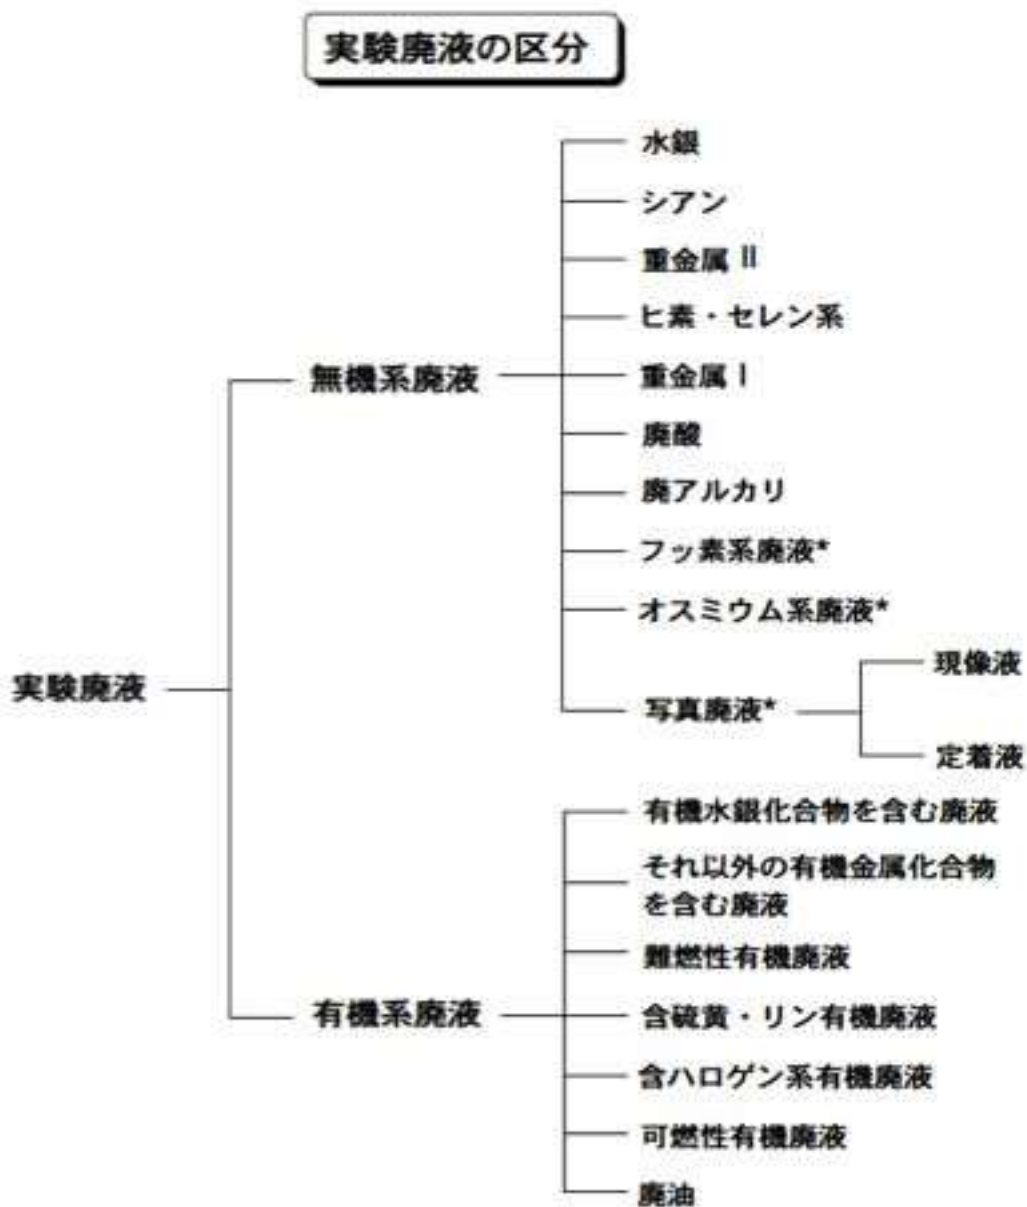 実験廃液の区分
実験廃液
無機系廃液
水銀
シアン
重金属 II
ヒ素・セレン系
重金属 I
廃酸
廃アルカリ
フッ素系廃液*
オスミウム系廃液*
写真廃液*
現像液
定着液
有機系廃液
有機水銀化合物を含む廃液
それ以外の有機金属化合物
を含む廃液
難燃性有機廃液
含硫黄・リン有機廃液
含ハロゲン系有機廃液
可燃性有機廃液
廃油